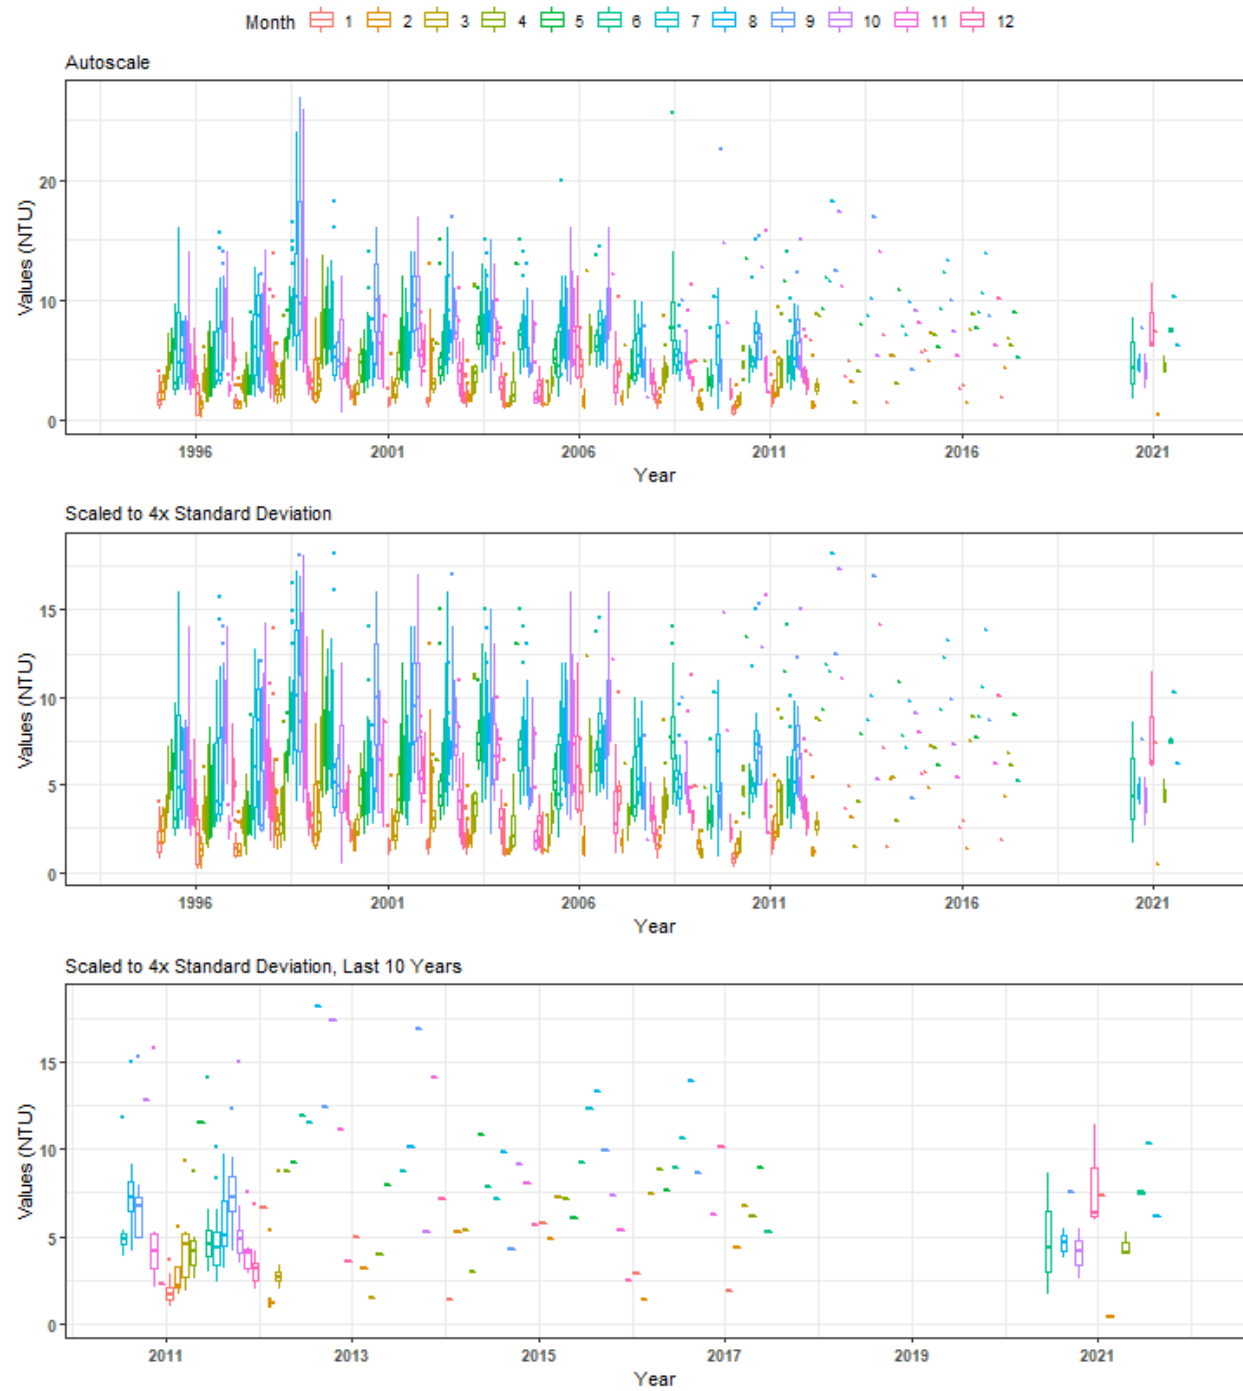 Month 1 2 3 4 5 6 7 8 9 10 11 12
Autoscale
20
10
0
Values (NTU)
1996 2001 2006 2011 2016 2021
Year
Scaled to 4x Standard Deviation
15
10
5
0
Values (NTU)
1996 2001 2006 2011 2016 2021
Year
Scaled to 4x Standard Deviation, Last 10 Years
15
10
5
0
Values (NTU)
2011 2013 2015 2017 2019 2021
Year